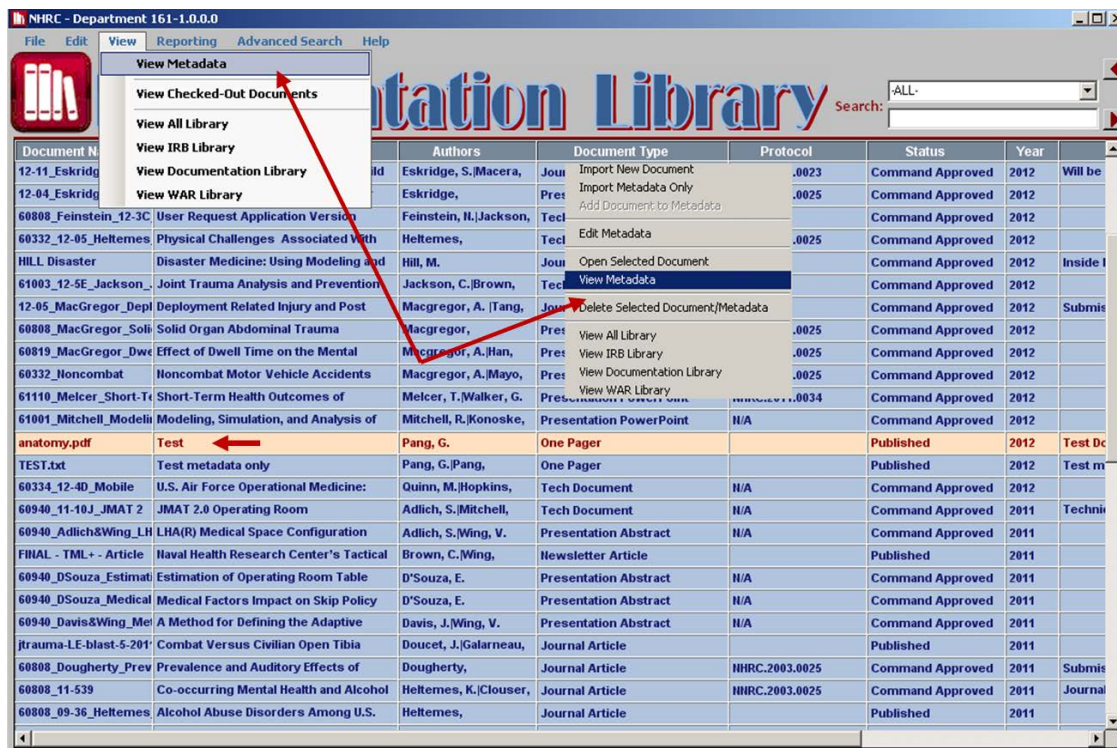 NHRC - Department 161-1.0.0.0
File Edit View Reporting Advanced Search Help
View Metadata
View Checked-Out Documents
View All Library
View IRB Library
View Documentation Library
View WAR Library
tation Library
Search:
-ALL-
Document N Authors Document Type Protocol Status Year
12-11_Eskridg ild Eskridge, S.|Macera, Jour .0023 Command Approved 2012 Will be
12-04_Eskridg Eskridge, Pres .0025 Command Approved 2012
60808_Feinstein_12-3C User Request Application Version Feinstein, N.|Jackson, Tecl Command Approved 2012
60332_12-05_Heltemes Physical Challenges Associated With Heltemes, Tecl .0025 Command Approved 2012
HILL Disaster Disaster Medicine: Using Modeling and Hill, M. Jour Command Approved 2012 Inside
61003_12-5E_Jackson_ Joint Trauma Analysis and Prevention Jackson, C.|Brown, Tecl Command Approved 2012
12-05_MacGregor_Depl Deployment Related Injury and Post Macgregor, A. |Tang, Jour Command Approved 2012 Submis
60808_MacGregor_Soli Solid Organ Abdominal Trauma Macgregor, Pres .0025 Command Approved 2012
60819_MacGregor_Dwe Effect of Dwell Time on the Mental Macgregor, A.|Han, Pres .0025 Command Approved 2012
60332_Noncombat Noncombat Motor Vehicle Accidents Macgregor, A.|Mayo, Pres Command Approved 2012
61110_Melcer_Short-Te Short-Term Health Outcomes of Melcer, T.|Walker, G. Presentation PowerPoint NHRC.2011.0034 Command Approved 2012
61001_Mitchell_Modeli Modeling, Simulation, and Analysis of Mitchell, R.|Konoske, Presentation PowerPoint N/A Command Approved 2012
Import New Document
Import Metadata Only
Add Document to Metadata
Edit Metadata
Open Selected Document
View Metadata
Delete Selected Document/Metadata
View All Library
View IRB Library
View Documentation Library
View WAR Library
anatomy.pdf Test Pang, G. One Pager Published 2012 Test Do
TEST.txt Test metadata only Pang, G.|Pang, One Pager Published 2012 Test m
60334_12-4D_Mobile U.S. Air Force Operational Medicine: Quinn, M.|Hopkins, Tech Document N/A Command Approved 2012
60940_11-10J_JMAT 2 JMAT 2.0 Operating Room Adlich, S.|Mitchell, Tech Document N/A Command Approved 2011 Techni
60940_Adlich&Wing_LH LHA(R) Medical Space Configuration Adlich, S.|Wing, V. Presentation Abstract N/A Command Approved 2011
FINAL - TML+ - Article Naval Health Research Center's Tactical Brown, C.|Wing, Newsletter Article Published 2011
60940_DSouza_Estimati Estimation of Operating Room Table D'Souza, E. Presentation Abstract N/A Command Approved 2011
60940_DSouza_Medical Medical Factors Impact on Skip Policy D'Souza, E. Presentation Abstract N/A Command Approved 2011
60940_Davis&Wing_Met A Method for Defining the Adaptive Davis, J.|Wing, V. Presentation Abstract N/A Command Approved 2011
jtrauma-LE-blast-5-201 Combat Versus Civilian Open Tibia Doucet, J.|Galarneau, Journal Article Published 2011
60808_Dougherty_Prev Prevalence and Auditory Effects of Dougherty, Journal Article NHRC.2003.0025 Command Approved 2011 Submis
60808_11-539 Co-occurring Mental Health and Alcohol Heltemes, K.|Clouser, Journal Article NNRC.2003.0025 Command Approved 2011 Journal
60808_09-36_Heltemes Alcohol Abuse Disorders Among U.S. Heltemes, Journal Article Published 2011